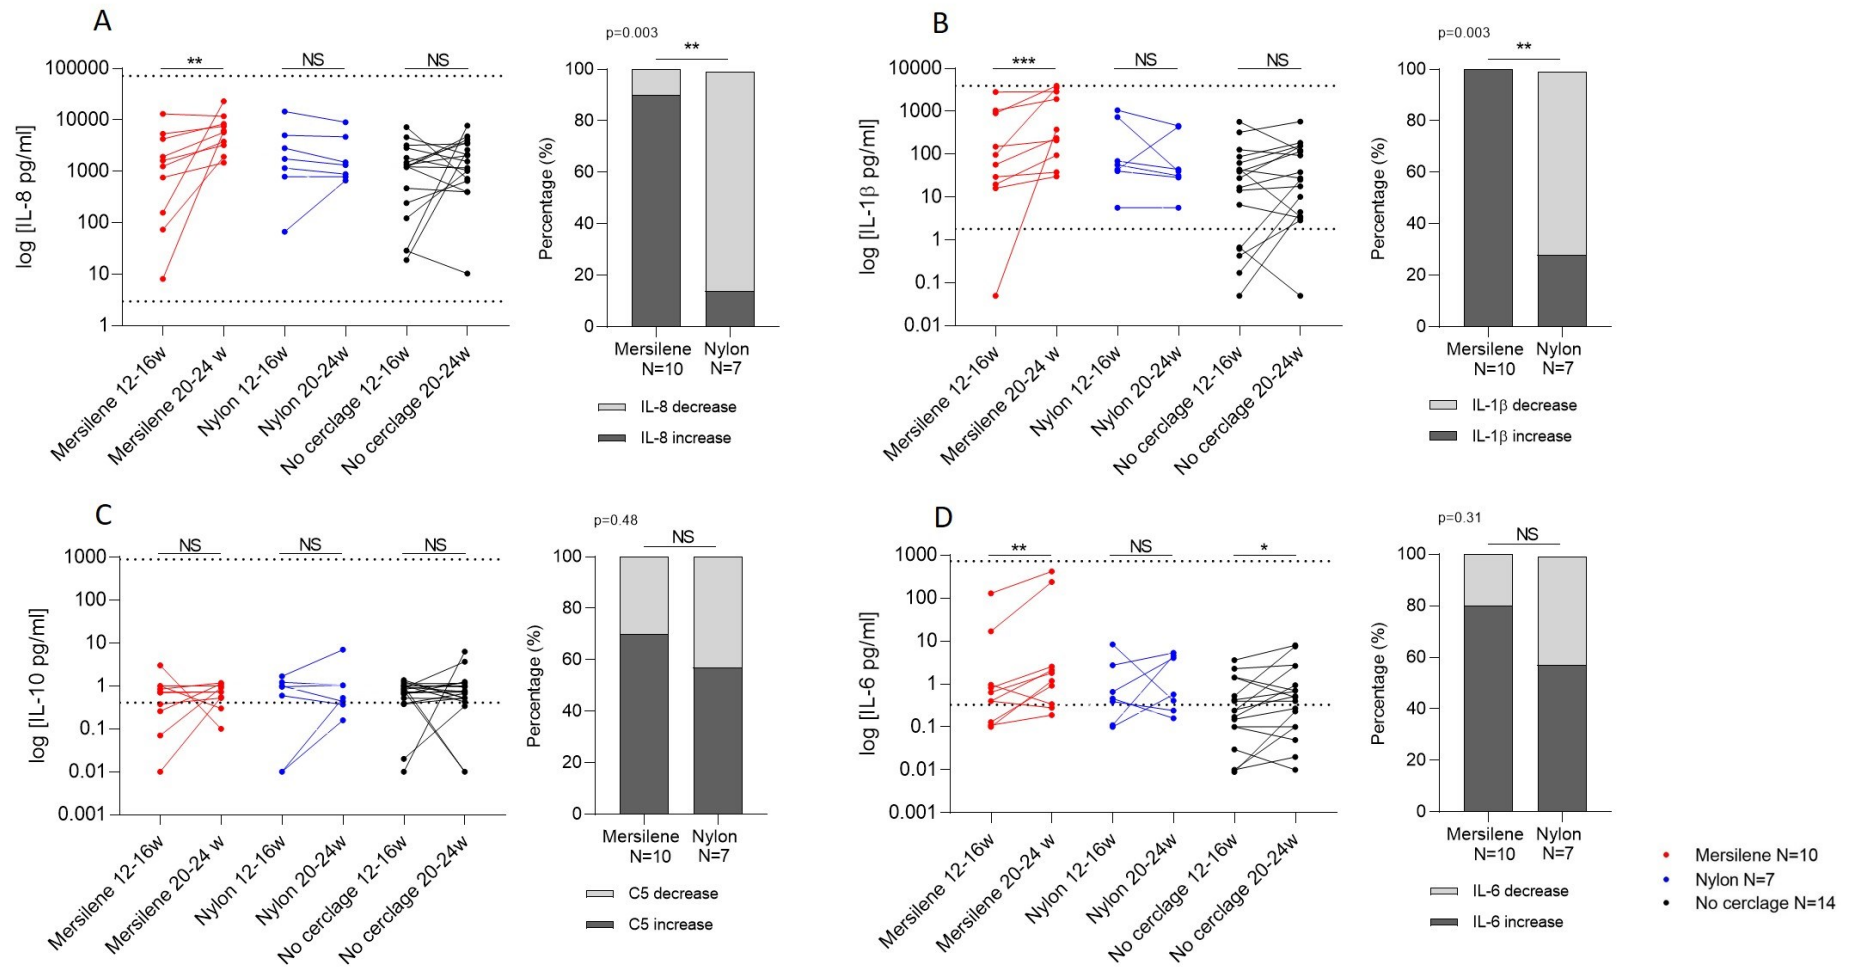 A
log [IL-8 pg/ml]
100000
10000
1000
100
10
1
**
NS
NS
Mersilene 12-16w
Mersilene 20-24 w
Nylon 12-16w
Nylon 20-24w
No cerclage 12-16w
No cerclage 20-24w
p=0.003
**
Percentage (%)
100
80
60
40
20
0
Mersilene
N=10
Nylon
N=7
IL-8 decrease
IL-8 increase
B
log [IL-1β pg/ml]
10000
1000
100
10
1
0.1
0.01
***
NS
NS
Mersilene 12-16w
Mersilene 20-24 w
Nylon 12-16w
Nylon 20-24w
No cerclage 12-16w
No cerclage 20-24w
p=0.003
**
Percentage (%)
100
80
60
40
20
0
Mersilene
N=10
Nylon
N=7
IL-1β decrease
IL-1β increase
C
log [IL-10 pg/ml]
1000
100
10
1
0.1
0.01
0.001
NS
NS
NS
Mersilene 12-16w
Mersilene 20-24 w
Nylon 12-16w
Nylon 20-24w
No cerclage 12-16w
No cerclage 20-24w
p=0.48
NS
Percentage (%)
100
80
60
40
20
0
Mersilene
N=10
Nylon
N=7
C5 decrease
C5 increase
D
log [IL-6 pg/ml]
1000
100
10
1
0.1
0.01
0.001
**
NS
*
Mersilene 12-16w
Mersilene 20-24 w
Nylon 12-16w
Nylon 20-24w
No cerclage 12-16w
No cerclage 20-24w
p=0.31
NS
Percentage (%)
100
80
60
40
20
0
Mersilene
N=10
Nylon
N=7
IL-6 decrease
IL-6 increase
Mersilene N=10
Nylon N=7
No cerclage N=14